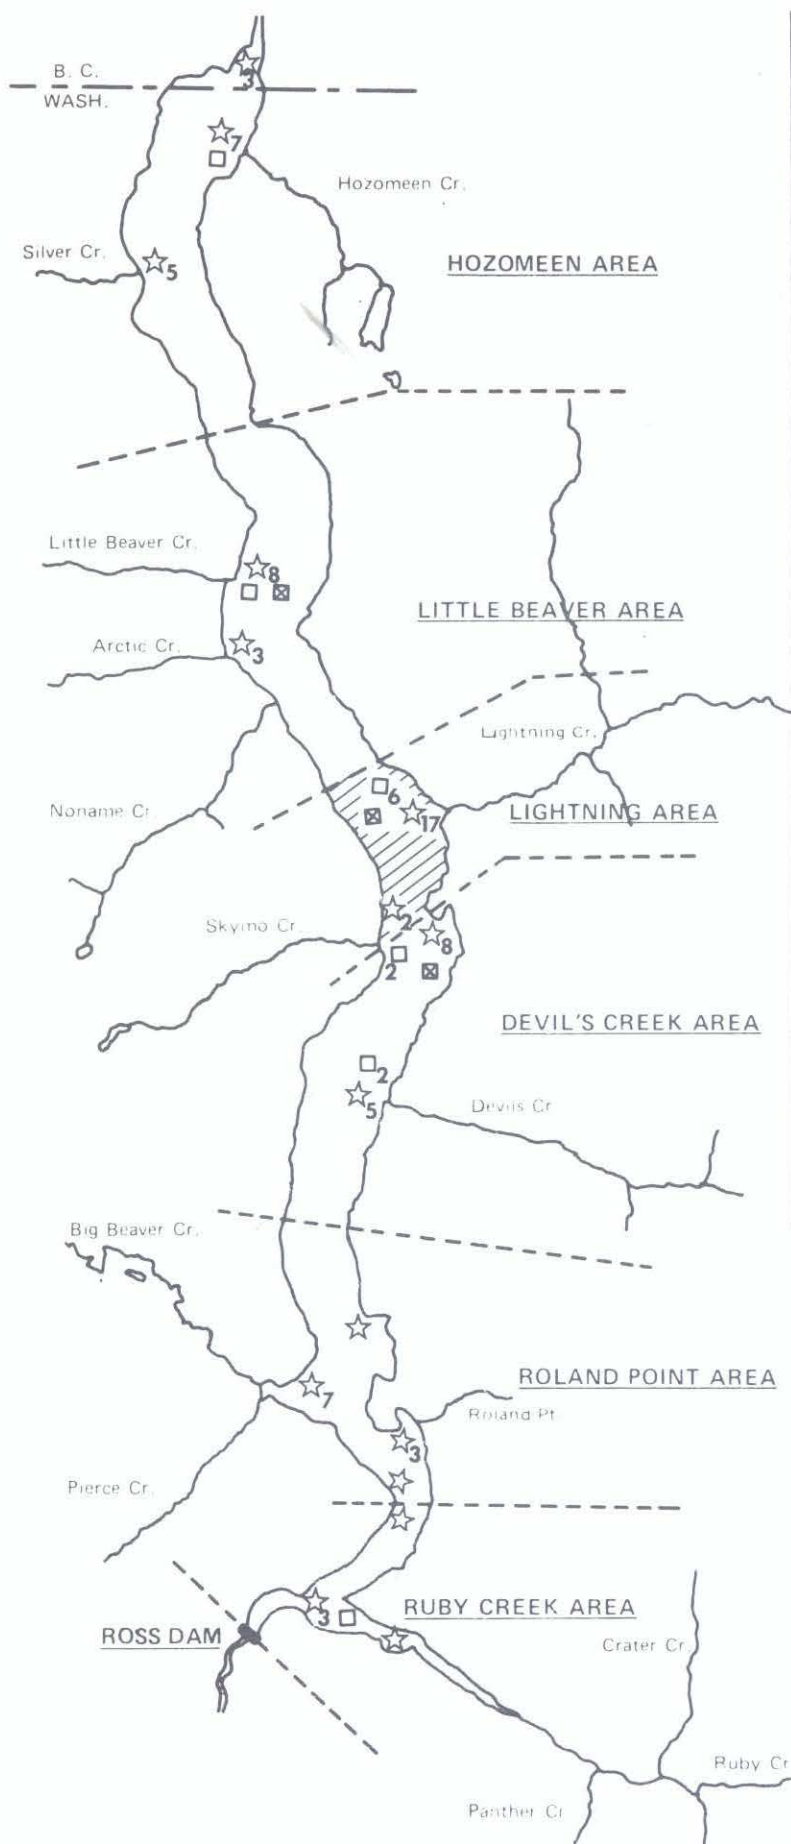 3
B. C.
WASH.
7
Hozomeen Cr.
Silver Cr.
5
HOZOMEEN AREA
Little Beaver Cr.
8
LITTLE BEAVER AREA
Arctic Cr.
3
Lightning Cr.
6
Noname Cr.
17
LIGHTNING AREA
2
Skymo Cr.
8
2
DEVIL'S CREEK AREA
2
5
Devils Cr
Big Beaver Cr.
ROLAND POINT AREA
7
Roland Pt.
3
Pierce Cr.
RUBY CREEK AREA
3
ROSS DAM
Crater Cr.
Ruby Cr
Panther Cr